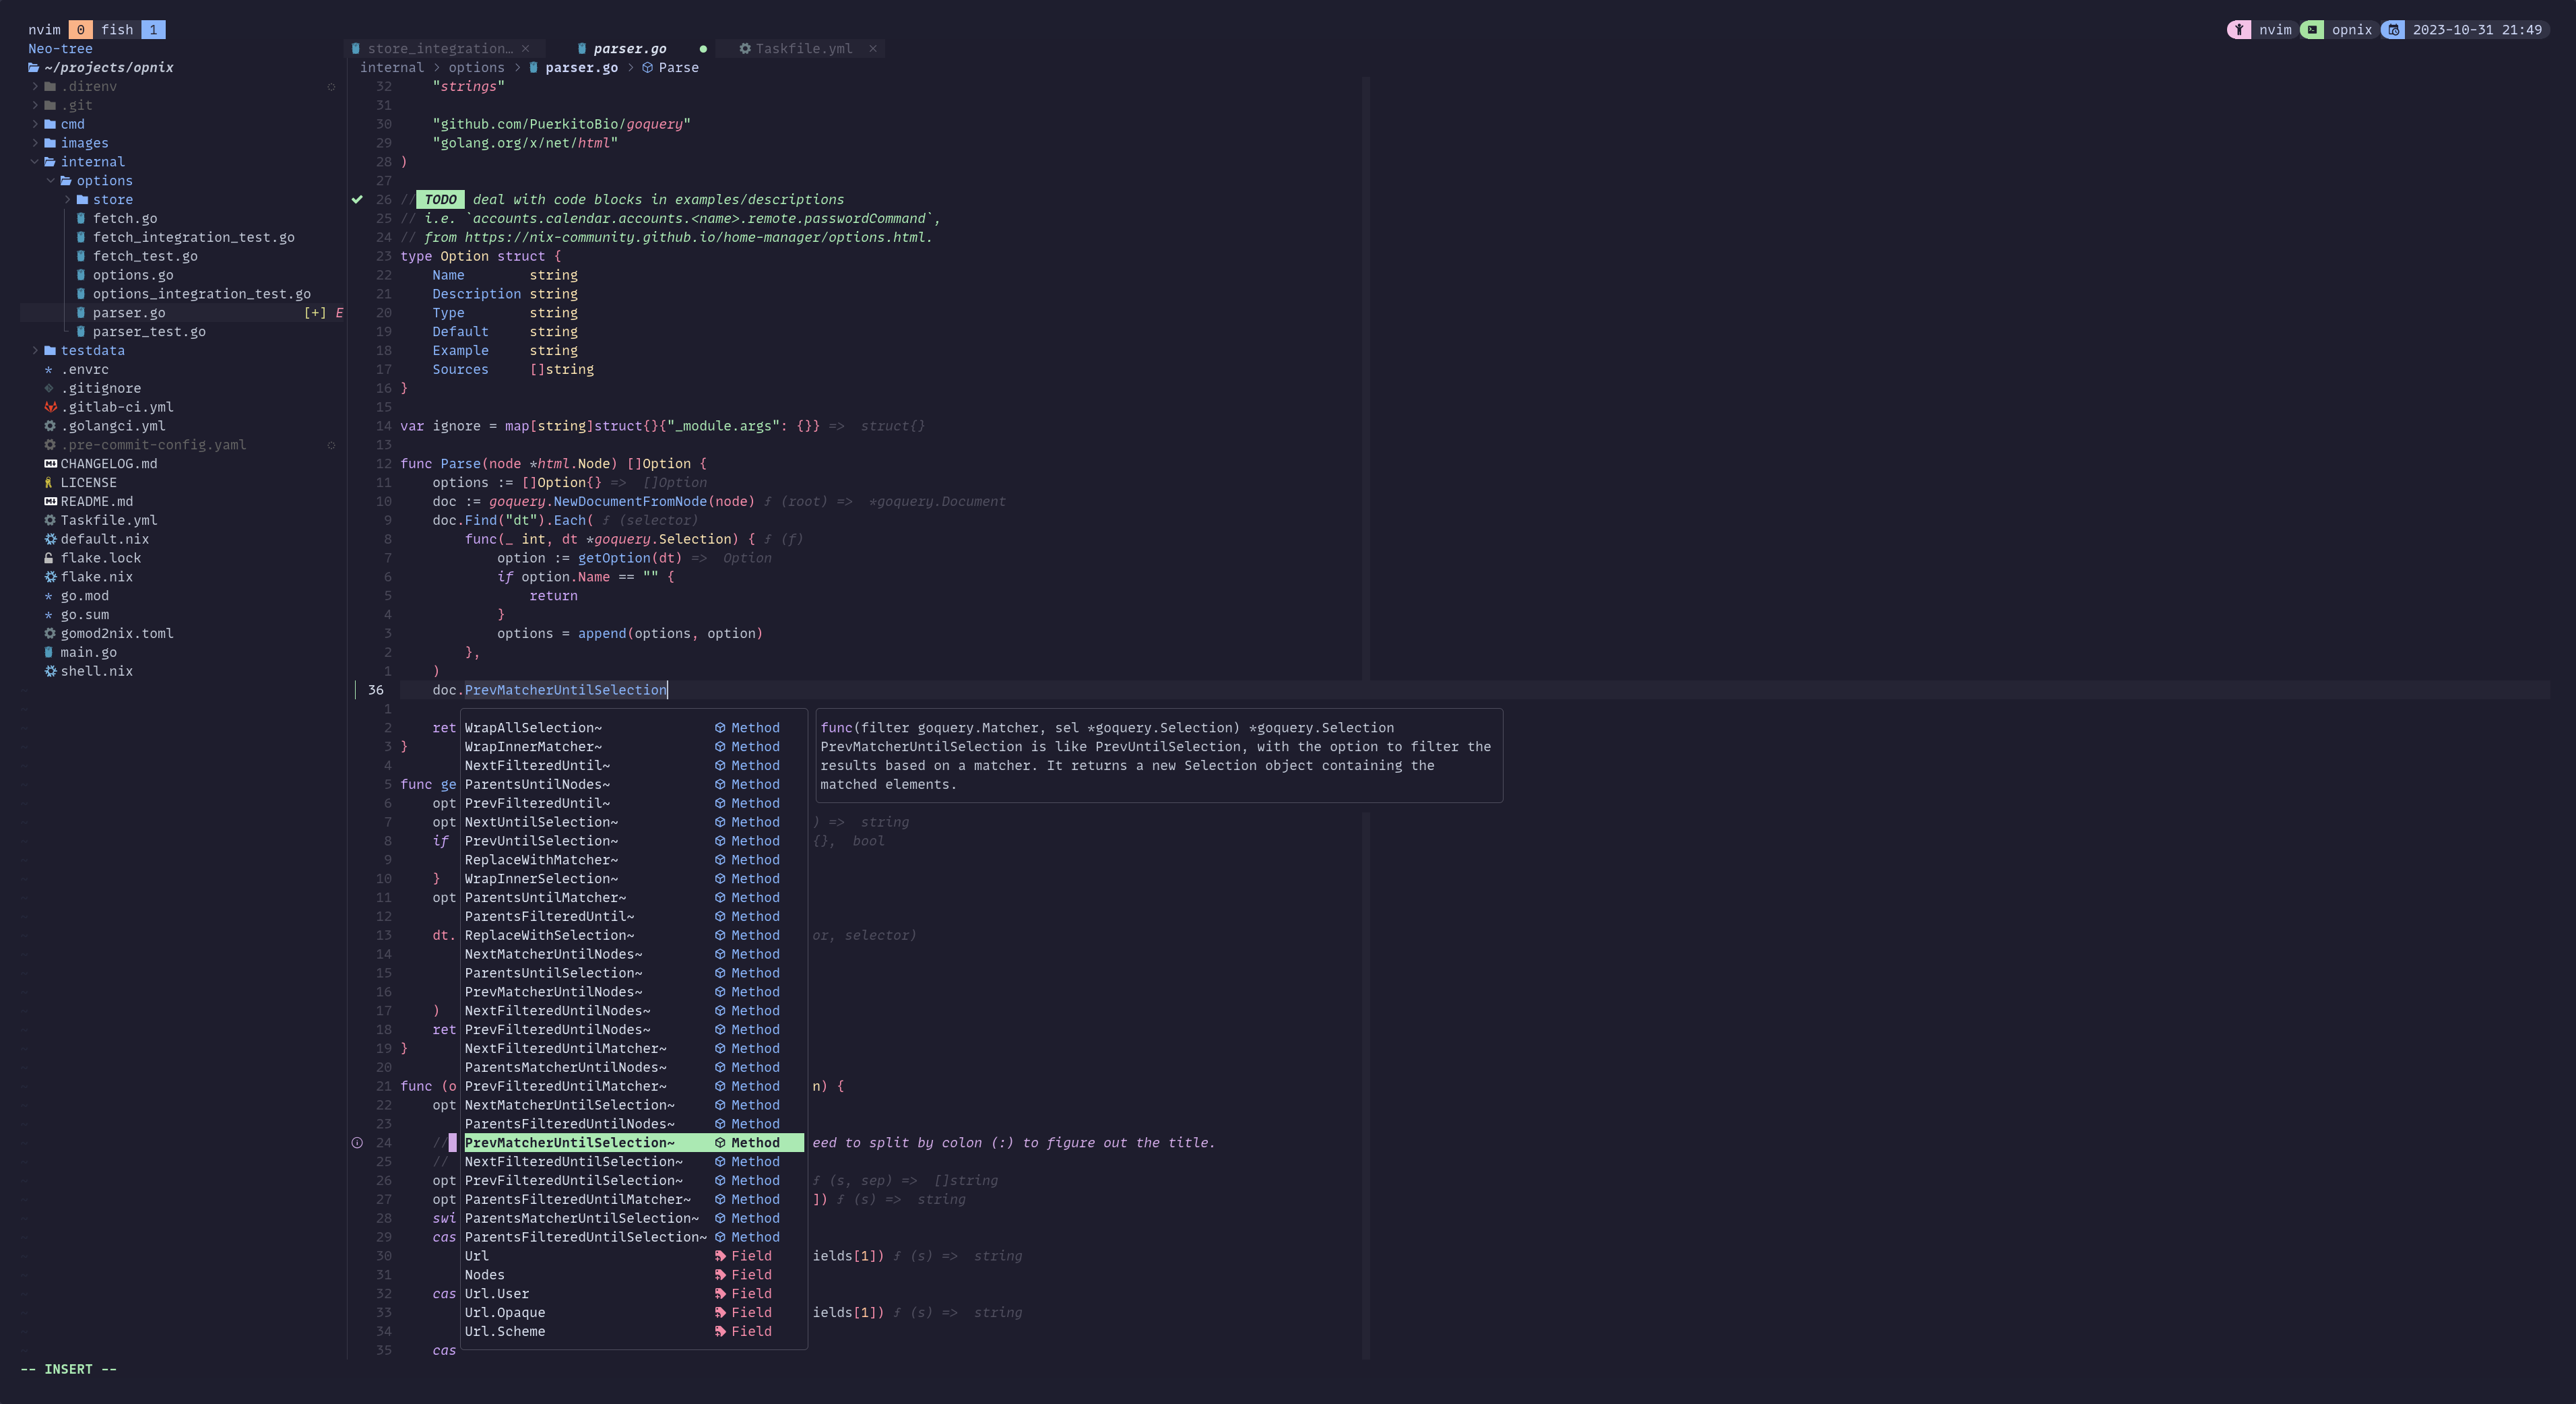 nvim 0 fish 1
nvim opnix 2023-10-31 21:49
Neo-tree
store_integration… × parser.go ● Taskfile.yml ×
~/projects/opnix
internal > options > parser.go > Parse
> .direnv
> .git
> cmd
> images
internal
options
> store
fetch.go
fetch_integration_test.go
fetch_test.go
options.go
options_integration_test.go
parser.go [+] E
parser_test.go
> testdata
* .envrc
.gitignore
.gitlab-ci.yml
.golangci.yml
.pre-commit-config.yaml
CHANGELOG.md
LICENSE
README.md
Taskfile.yml
default.nix
flake.lock
flake.nix
* go.mod
* go.sum
gomod2nix.toml
main.go
shell.nix
32 "strings"
31
30 "github.com/PuerkitoBio/goquery"
29 "golang.org/x/net/html"
28 )
27
26 // TODO deal with code blocks in examples/descriptions
25 // i.e. `accounts.calendar.accounts.<name>.remote.passwordCommand`,
24 // from https://nix-community.github.io/home-manager/options.html.
23 type Option struct {
22 Name string
21 Description string
20 Type string
19 Default string
18 Example string
17 Sources []string
16 }
15
14 var ignore = map[string]struct{}{"_module.args": {}} => struct{}
13
12 func Parse(node *html.Node) []Option {
11 options := []Option{} => []Option
10 doc := goquery.NewDocumentFromNode(node) ƒ (root) => *goquery.Document
9 doc.Find("dt").Each( ƒ (selector)
8 func(_ int, dt *goquery.Selection) { ƒ (f)
7 option := getOption(dt) => Option
6 if option.Name == "" {
5 return
4 }
3 options = append(options, option)
2 },
1 )
36 doc.PrevMatcherUntilSelection
1
2 ret
3 }
4
5 func ge
6 opt
7 opt ) => string
8 if {}, bool
9
10 }
11 opt
12
13 dt. or, selector)
14
15
16
17 )
18 ret
19 }
20
21 func (o n) {
22 opt
23
24 // eed to split by colon (:) to figure out the title.
25 //
26 opt ƒ (s, sep) => []string
27 opt ]) ƒ (s) => string
28 swi
29 cas
30 ields[1]) ƒ (s) => string
31
32 cas
33 ields[1]) ƒ (s) => string
34
35 cas
WrapAllSelection~ Method
WrapInnerMatcher~ Method
NextFilteredUntil~ Method
ParentsUntilNodes~ Method
PrevFilteredUntil~ Method
NextUntilSelection~ Method
PrevUntilSelection~ Method
ReplaceWithMatcher~ Method
WrapInnerSelection~ Method
ParentsUntilMatcher~ Method
ParentsFilteredUntil~ Method
ReplaceWithSelection~ Method
NextMatcherUntilNodes~ Method
ParentsUntilSelection~ Method
PrevMatcherUntilNodes~ Method
NextFilteredUntilNodes~ Method
PrevFilteredUntilNodes~ Method
NextFilteredUntilMatcher~ Method
ParentsMatcherUntilNodes~ Method
PrevFilteredUntilMatcher~ Method
NextMatcherUntilSelection~ Method
ParentsFilteredUntilNodes~ Method
PrevMatcherUntilSelection~ Method
NextFilteredUntilSelection~ Method
PrevFilteredUntilSelection~ Method
ParentsFilteredUntilMatcher~ Method
ParentsMatcherUntilSelection~ Method
ParentsFilteredUntilSelection~ Method
Url Field
Nodes Field
Url.User Field
Url.Opaque Field
Url.Scheme Field
func(filter goquery.Matcher, sel *goquery.Selection) *goquery.Selection
PrevMatcherUntilSelection is like PrevUntilSelection, with the option to filter the
results based on a matcher. It returns a new Selection object containing the
matched elements.
-- INSERT --